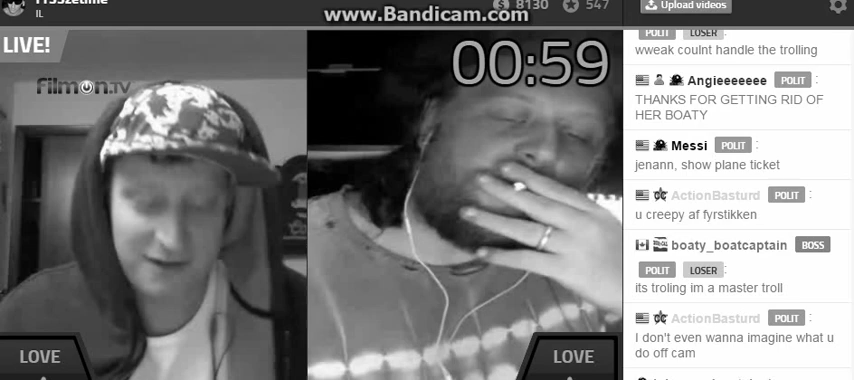 www.Bandicam.com
IL
8130
547
Upload videos
LIVE!
filmon.TV
00:59
LOVE
LOVE
POLIT LOSER :
wweak coulnt handle the trolling
Angieeeeeee POLIT :
THANKS FOR GETTING RID OF
HER BOATY
Messi POLIT :
jenann, show plane ticket
ActionBasturd POLIT :
u creepy af fyrstikken
boaty_boatcaptain BOSS
POLIT LOSER :
its troling im a master troll
ActionBasturd POLIT :
I don't even wanna imagine what u
do off cam